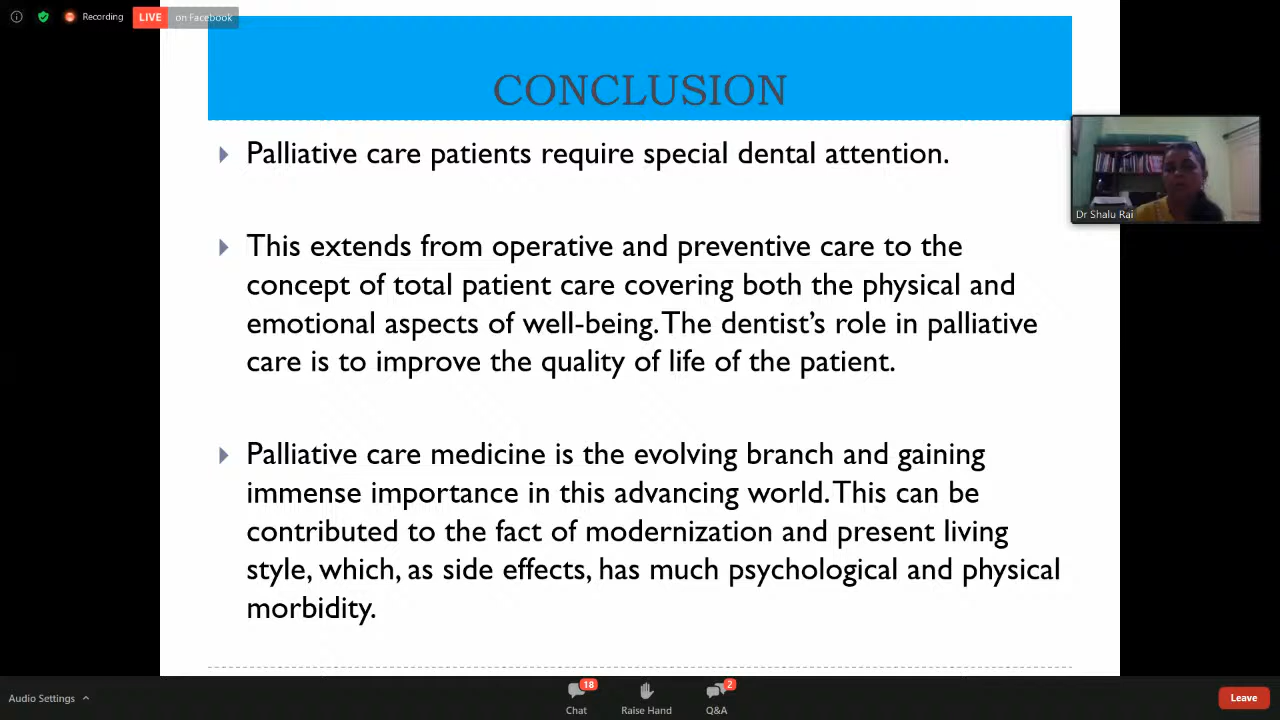 Recording
LIVE on Facebook
CONCLUSION
Palliative care patients require special dental attention.
This extends from operative and preventive care to the
concept of total patient care covering both the physical and
emotional aspects of well-being. The dentist's role in palliative
care is to improve the quality of life of the patient.
Palliative care medicine is the evolving branch and gaining
immense importance in this advancing world. This can be
contributed to the fact of modernization and present living
style, which, as side effects, has much psychological and physical
morbidity.
Dr Shalu Rai
Audio Settings
18
Chat
Raise Hand
2
Q&A
Leave